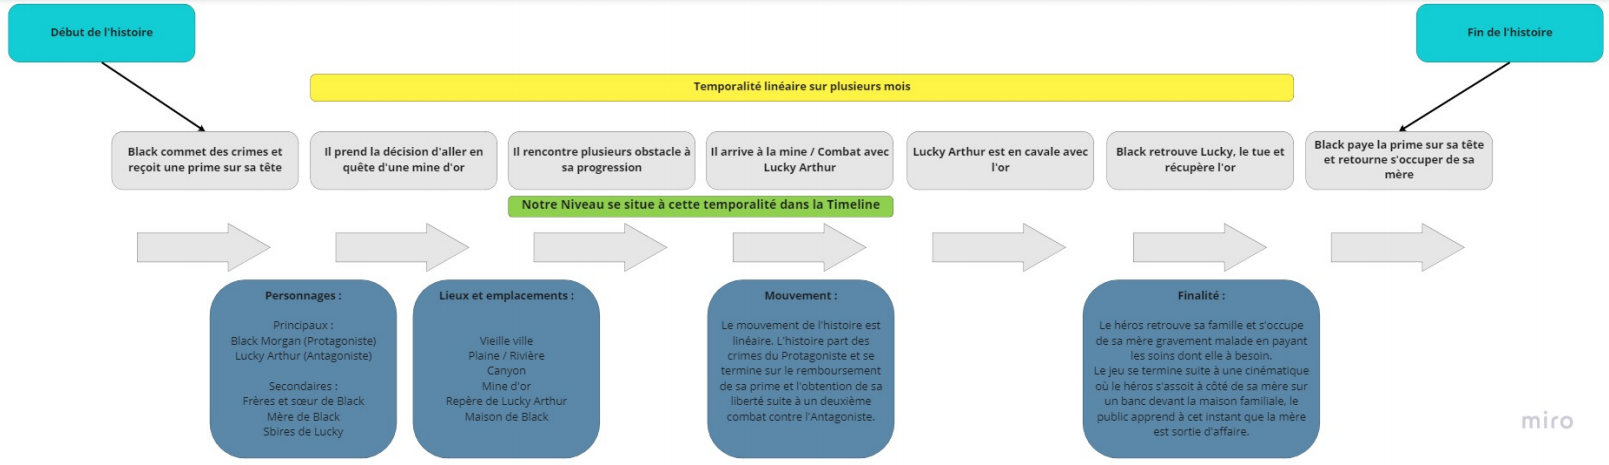 Début de l'histoire
Fin de l'histoire
Temporalité linéaire sur plusieurs mois
Black commet des crimes et
reçoit une prime sur sa tête
Il prend la décision d'aller en
quête d'une mine d'or
Il rencontre plusieurs obstacle à
sa progression
Il arrive à la mine / Combat avec
Lucky Arthur
Lucky Arthur est en cavale avec
l'or
Black retrouve Lucky, le tue et
récupère l'or
Black paye la prime sur sa tête
et retourne s'occuper de sa
mère
Notre Niveau se situe à cette temporalité dans la Timeline
Personnages :
Principaux :
Black Morgan (Protagoniste)
Lucky Arthur (Antagoniste)
Secondaires :
Frères et sœur de Black
Mère de Black
Sbires de Lucky
Lieux et emplacements :
Vieille ville
Plaine / Rivière
Canyon
Mine d'or
Repère de Lucky Arthur
Maison de Black
Mouvement :
Le mouvement de l'histoire est
linéaire. L'histoire part des
crimes du Protagoniste et se
termine sur le remboursement
de sa prime et l'obtention de sa
liberté suite à un deuxième
combat contre l'Antagoniste.
Finalité :
Le héros retrouve sa famille et s'occupe
de sa mère gravement malade en payant
les soins dont elle à besoin.
Le jeu se termine suite à une cinématique
où le héros s'assoit à côté de sa mère sur
un banc devant la maison familiale, le
public apprend à cet instant que la mère
est sortie d'affaire.
miro